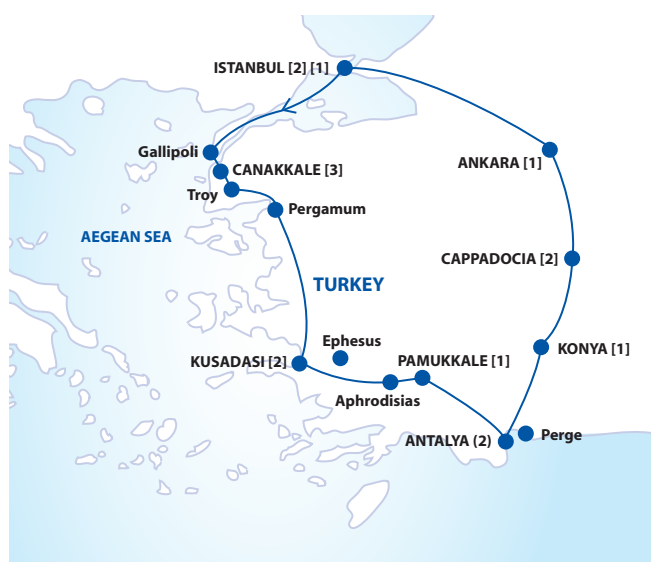 ISTANBUL [2] [1]
Gallipoli
ANKARA [1]
CANAKKALE [3]
Troy
Pergamum
AEGEAN SEA
CAPPADOCIA [2]
TURKEY
Ephesus
KONYA [1]
KUSADASI [2]
PAMUKKALE [1]
Aphrodisias
ANTALYA (2)
Perge